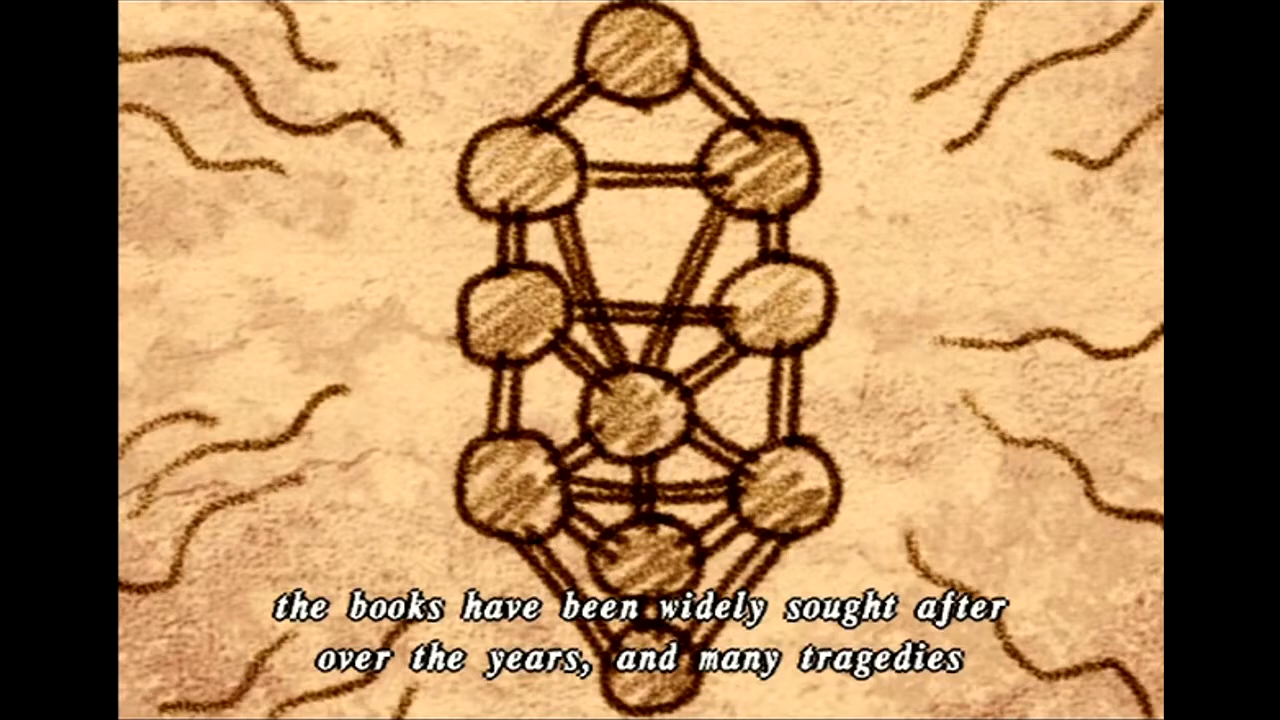 the books have been widely sought after
over the years, and many tragedies